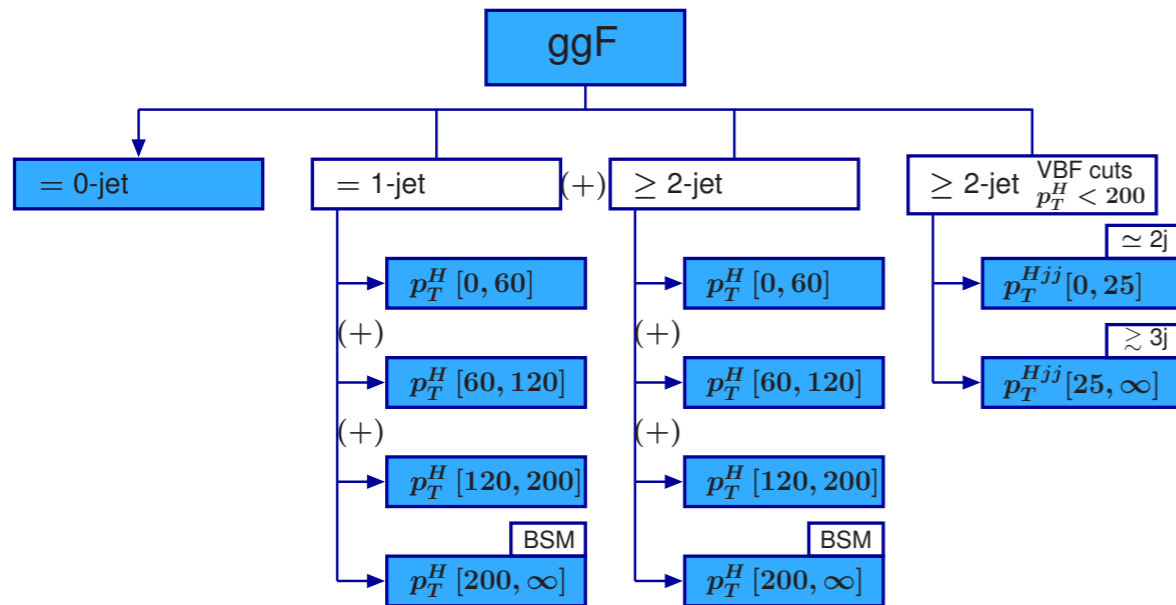 ggF
= 0-jet
= 1-jet
(+)
≥ 2-jet
≥ 2-jet VBF cuts
p_T^H < 200
p_T^H [0, 60]
(+)
p_T^H [60, 120]
(+)
p_T^H [120, 200]
BSM
p_T^H [200, ∞]
p_T^H [0, 60]
(+)
p_T^H [60, 120]
(+)
p_T^H [120, 200]
BSM
p_T^H [200, ∞]
≃ 2j
p_T^{Hjj} [0, 25]
≳ 3j
p_T^{Hjj} [25, ∞]